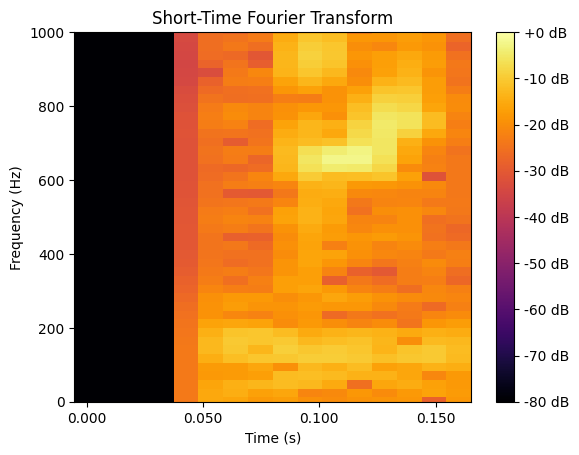 Short-Time Fourier Transform
1000
800
600
400
200
0
Frequency (Hz)
0.000
0.050
0.100
0.150
Time (s)
+0 dB
-10 dB
-20 dB
-30 dB
-40 dB
-50 dB
-60 dB
-70 dB
-80 dB